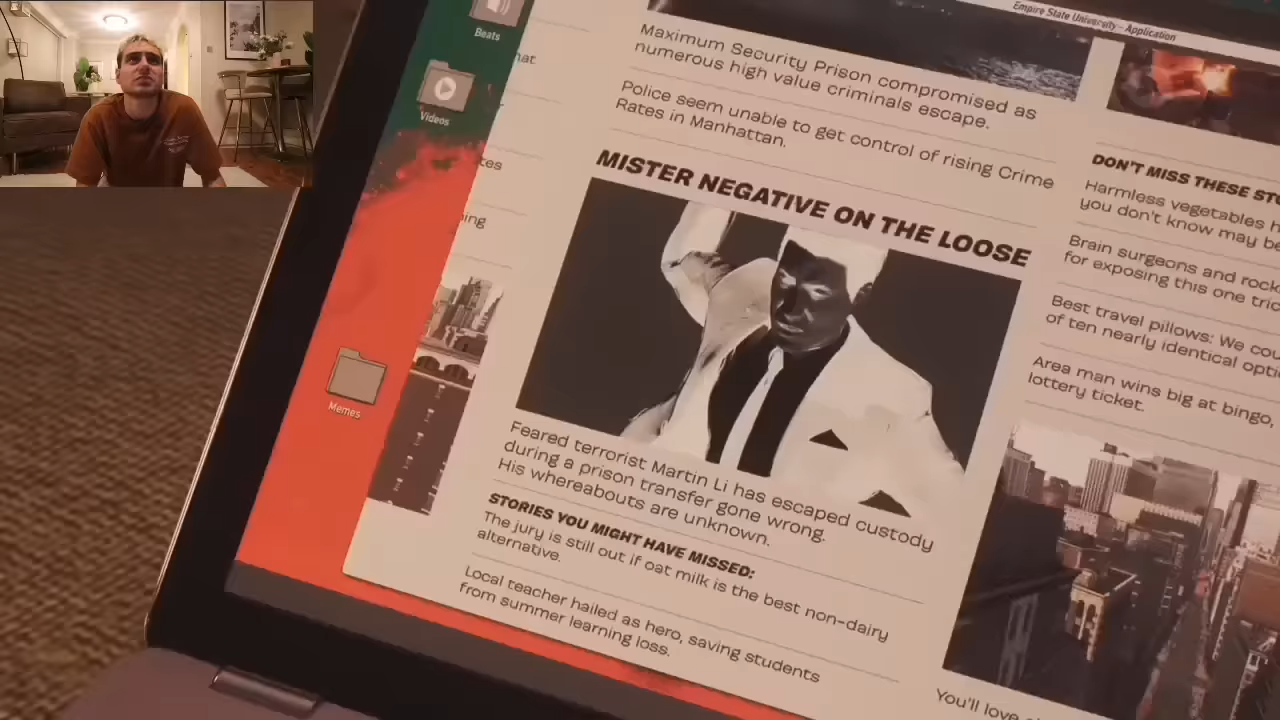 Empire State University - Application
Beats
Maximum Security Prison compromised as
numerous high value criminals escape.
Videos
Police seem unable to get control of rising Crime
Rates in Manhattan.
MISTER NEGATIVE ON THE LOOSE
DON'T MISS THESE
Harmless vegetables
you don't know may be
Brain surgeons and
for exposing this one
Best travel pillows: We
of ten nearly identical
Area man wins big at bingo,
lottery ticket.
Memes
Feared terrorist Martin Li has escaped custody
during a prison transfer gone wrong.
His whereabouts are unknown.
STORIES YOU MIGHT HAVE MISSED:
The jury is still out if oat milk is the best non-dairy
alternative.
Local teacher hailed as hero, saving students
from summer learning loss.
You'll love